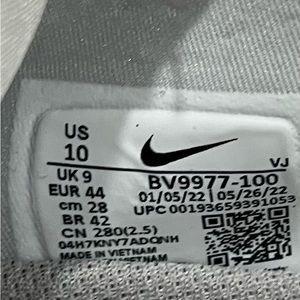 US
10
VJ
UK 9
BV9977-100
EUR 44
01/05/22 / 05/26/22
cm 28
UPC 00193659391053
BR 42
CN 280(2.5)
04H7KNY7ADQNH
MADE IN VIETNAM